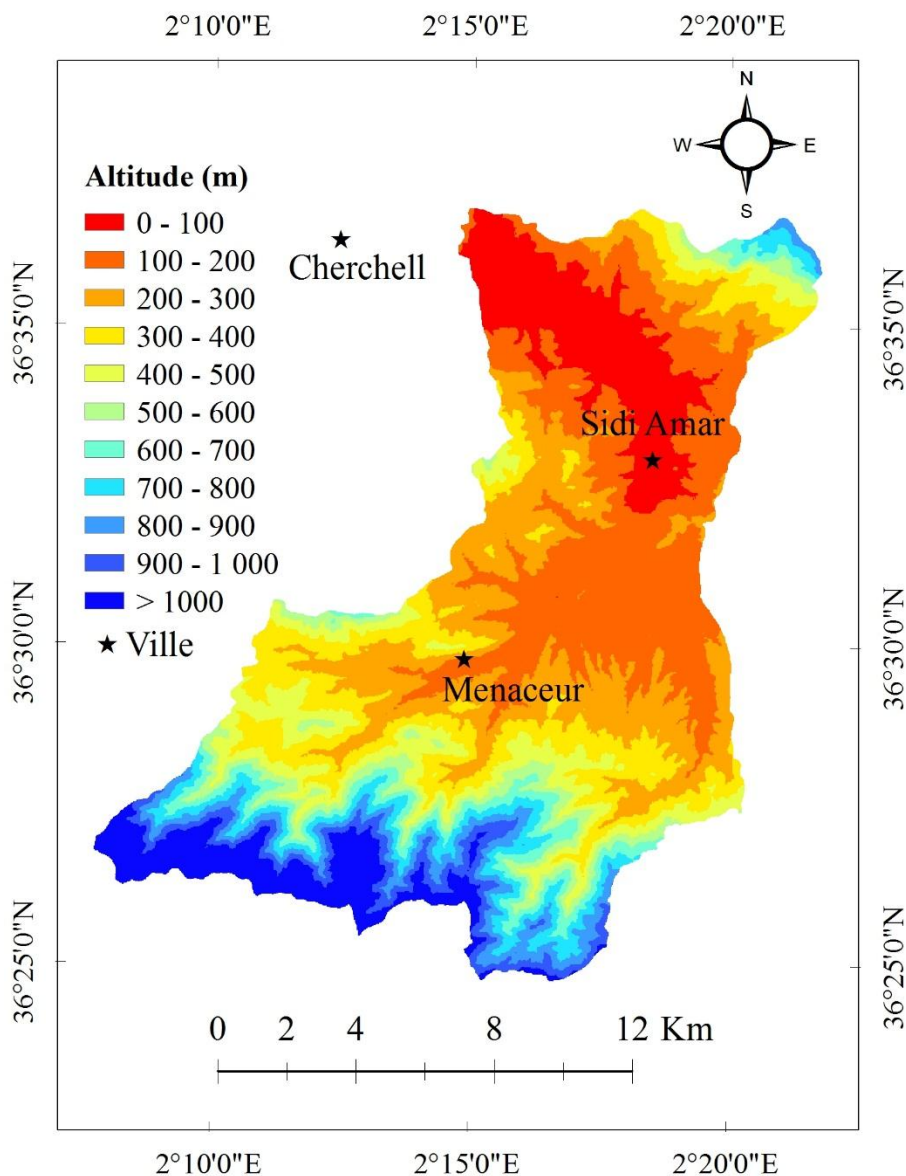 2°10'0"E 2°15'0"E 2°20'0"E
N
W E
S
Altitude (m)
0 - 100
100 - 200
200 - 300
300 - 400
400 - 500
500 - 600
600 - 700
700 - 800
800 - 900
900 - 1 000
> 1000
Ville
Cherchell
Sidi Amar
Menaceur
36°35'0"N 36°35'0"N
36°30'0"N 36°30'0"N
36°25'0"N 36°25'0"N
0 2 4 8 12 Km
2°10'0"E 2°15'0"E 2°20'0"E